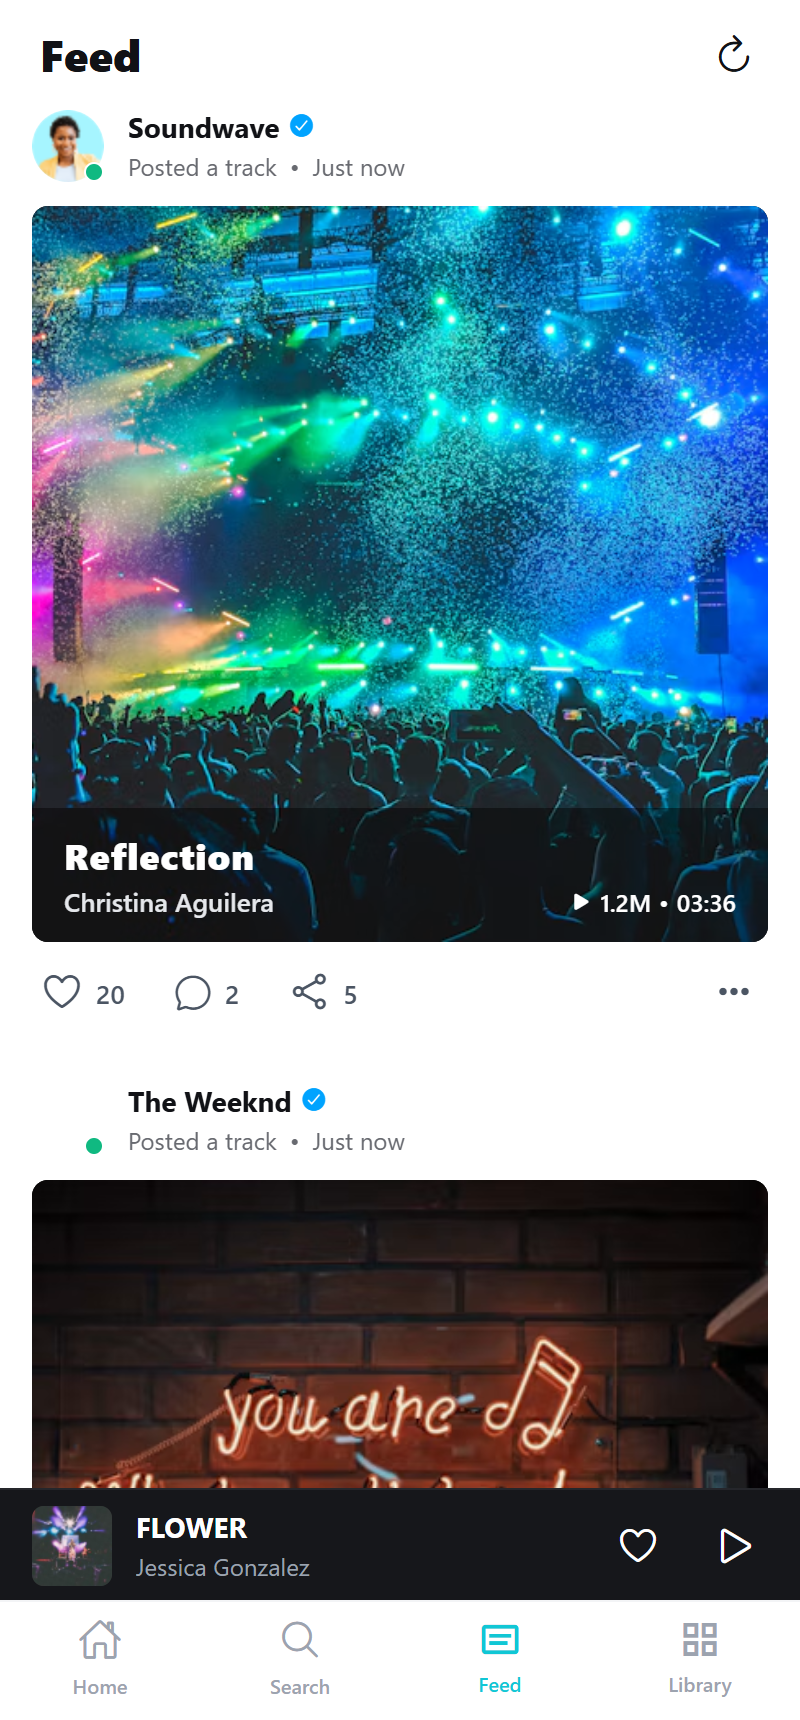 Feed
Soundwave
Posted a track • Just now
Reflection
Christina Aguilera
1.2M • 03:36
20
2
5
The Weeknd
Posted a track • Just now
you are
FLOWER
Jessica Gonzalez
Home
Search
Feed
Library